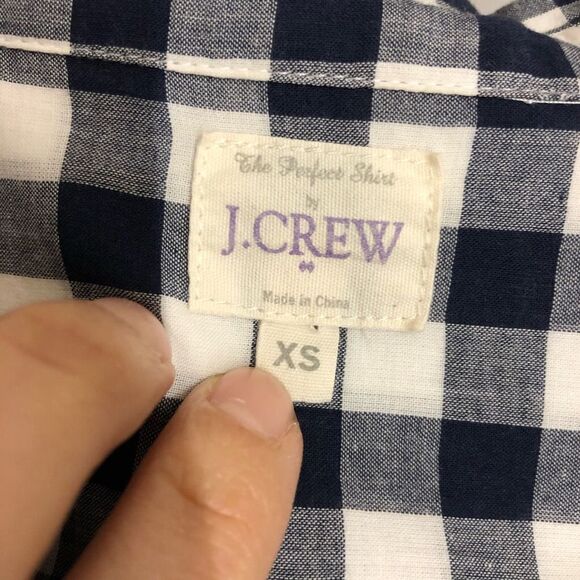 The Perfect Shirt
by
J.CREW
Made in China
XS